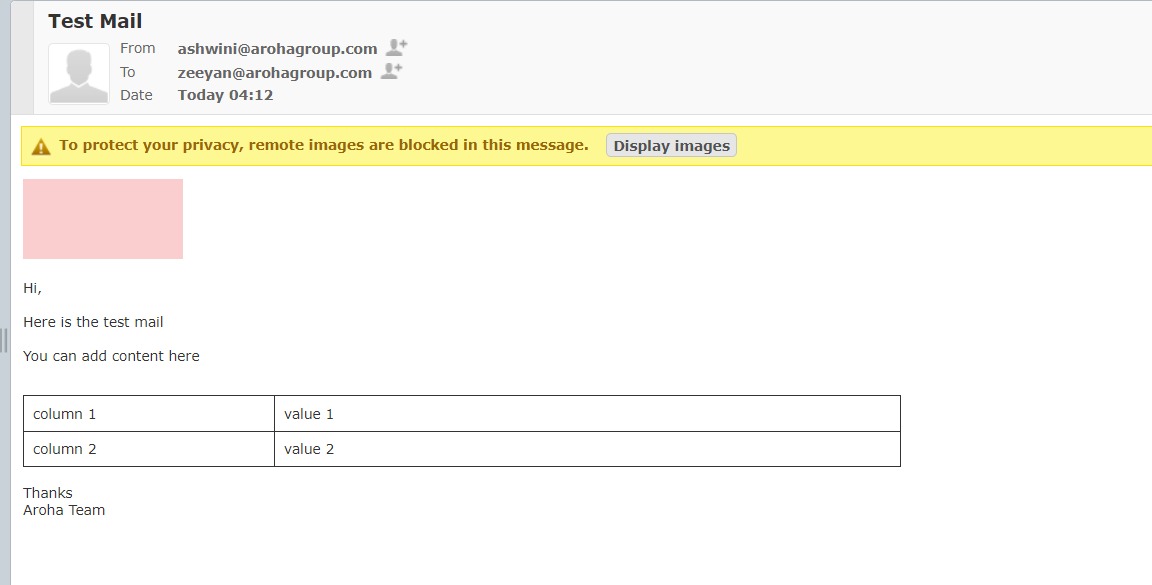 Test Mail
From ashwini@arohagroup.com
To zeeyan@arohagroup.com
Date Today 04:12
To protect your privacy, remote images are blocked in this message. Display images
Hi,
Here is the test mail
You can add content here
column 1 value 1
column 2 value 2
Thanks
Aroha Team